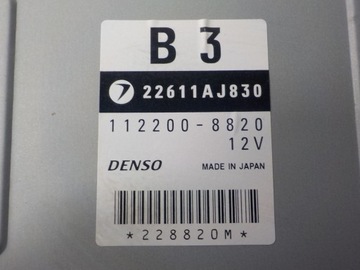 B 3
22611AJ830
112200-8820
12V
DENSO MADE IN JAPAN
*228820M*